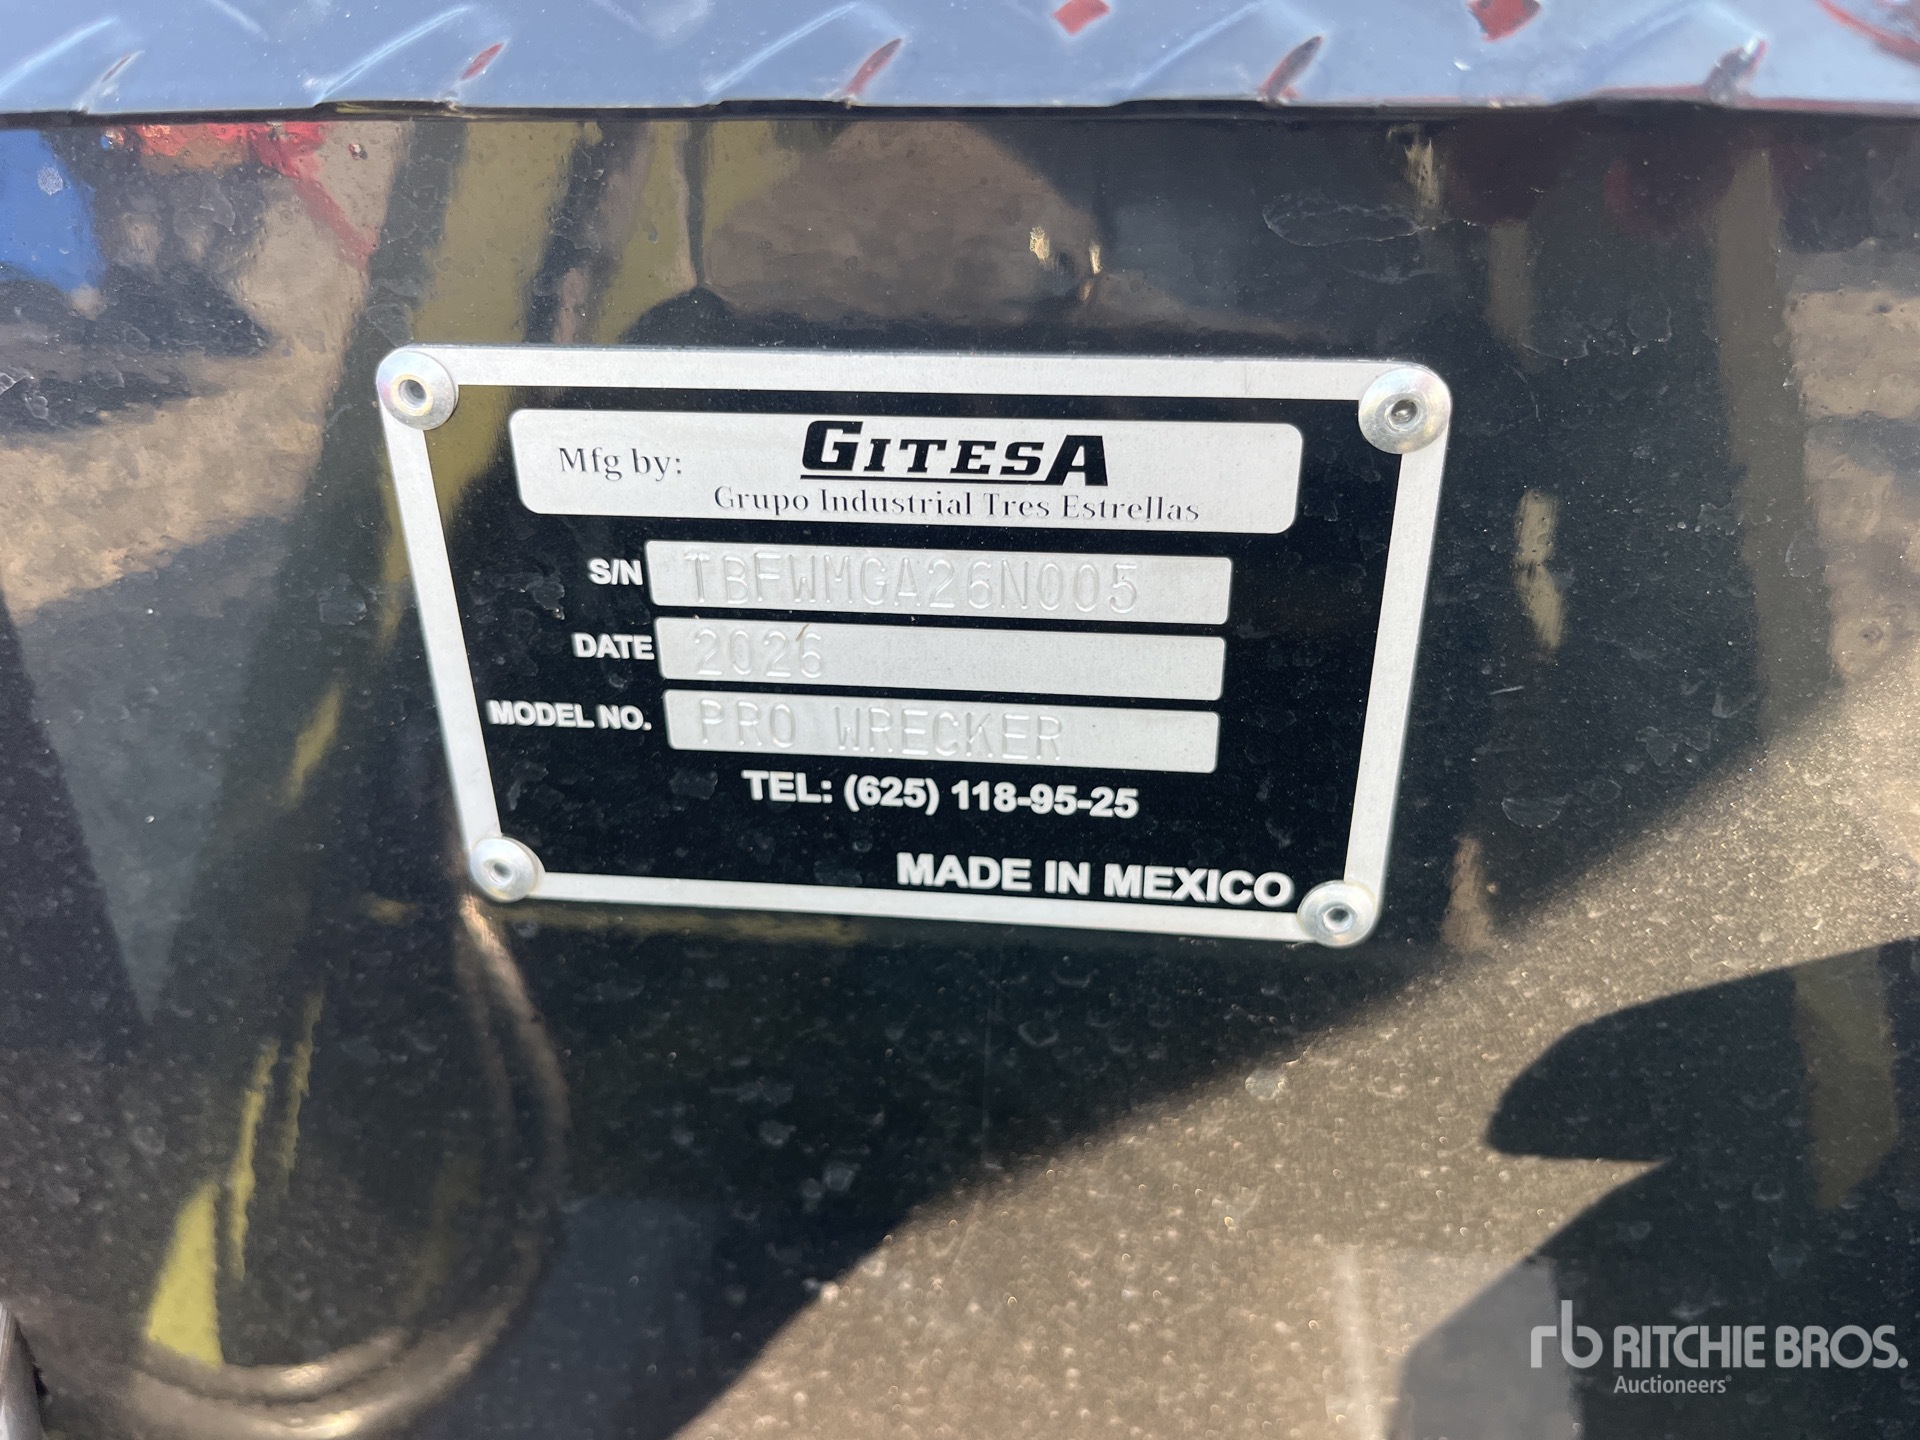 Mfg by:
GITESA
Grupo Industrial Tres Estrellas
S/N TBFWMGA26N005
DATE 2026
MODEL NO. PRO WRECKER
TEL: (625) 118-95-25
MADE IN MEXICO
rb RITCHIE BROS.
Auctioneers